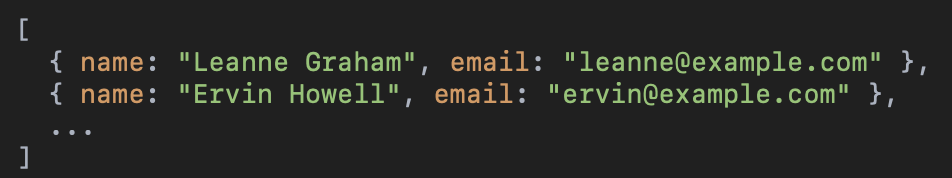 [
  { name: "Leanne Graham", email: "leanne@example.com" },
  { name: "Ervin Howell", email: "ervin@example.com" },
  ...
]